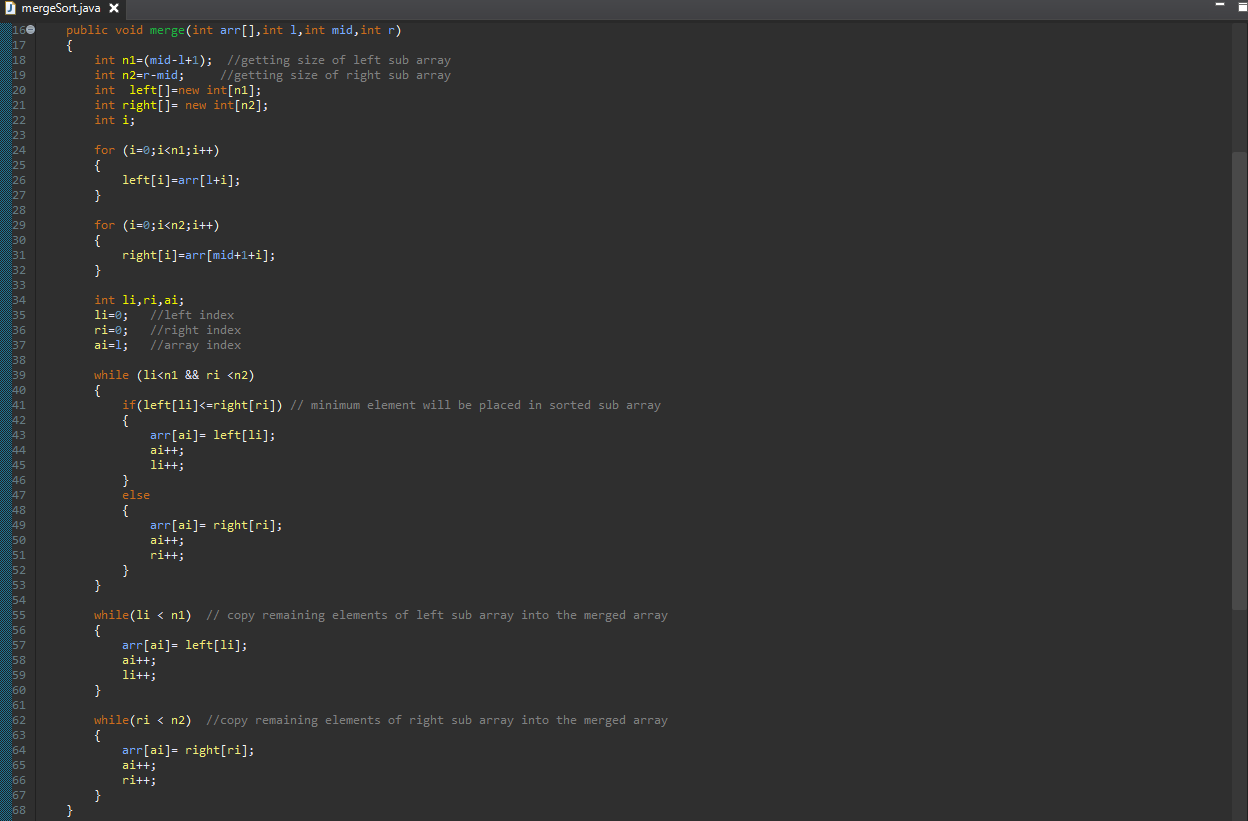 mergeSort.java
16 public void merge(int arr[],int l,int mid,int r)
17 {
18 int n1=(mid-l+1);  //getting size of left sub array
19 int n2=r-mid;     //getting size of right sub array
20 int  left[]=new int[n1];
21 int right[]= new int[n2];
22 int i;
23
24 for (i=0;i<n1;i++)
25 {
26 left[i]=arr[l+i];
27 }
28
29 for (i=0;i<n2;i++)
30 {
31 right[i]=arr[mid+1+i];
32 }
33
34 int li,ri,ai;
35 li=0;   //left index
36 ri=0;   //right index
37 ai=l;   //array index
38
39 while (li<n1 && ri <n2)
40 {
41 if(left[li]<=right[ri]) // minimum element will be placed in sorted sub array
42 {
43 arr[ai]= left[li];
44 ai++;
45 li++;
46 }
47 else
48 {
49 arr[ai]= right[ri];
50 ai++;
51 ri++;
52 }
53 }
54
55 while(li < n1)  // copy remaining elements of left sub array into the merged array
56 {
57 arr[ai]= left[li];
58 ai++;
59 li++;
60 }
61
62 while(ri < n2)  //copy remaining elements of right sub array into the merged array
63 {
64 arr[ai]= right[ri];
65 ai++;
66 ri++;
67 }
68 }